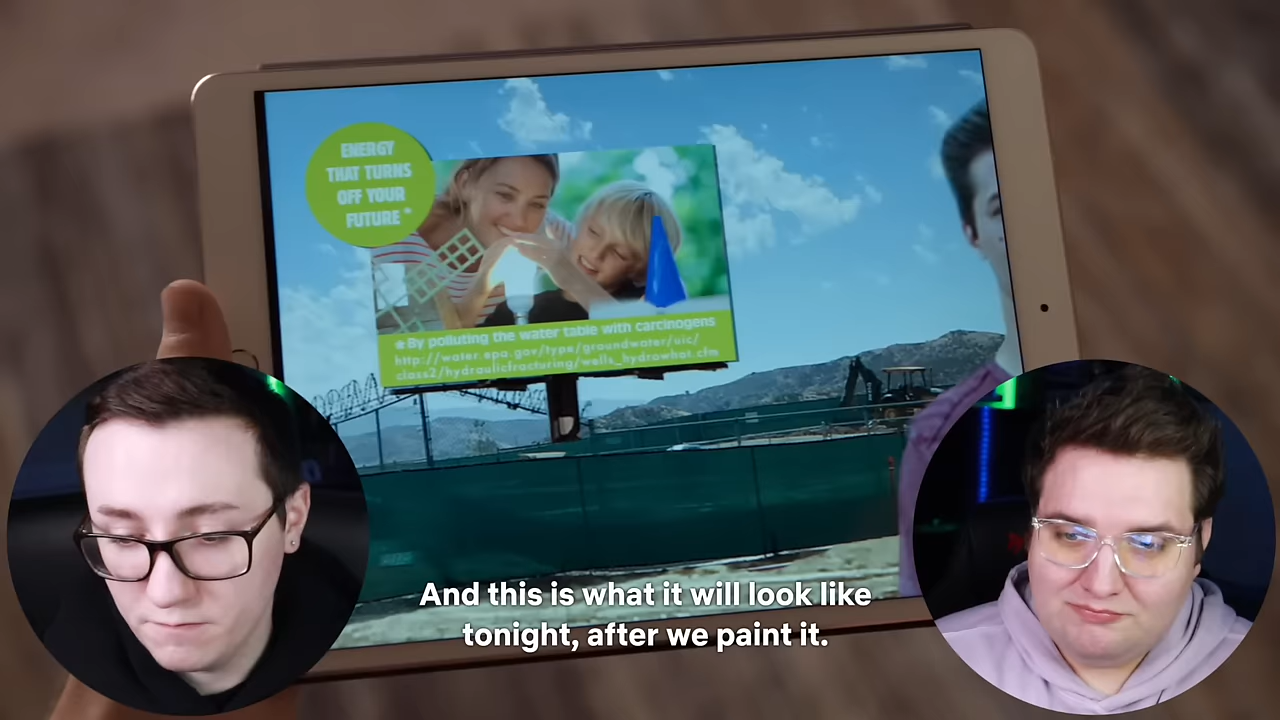 ENERGY
THAT TURNS
OFF YOUR
FUTURE *
*By polluting the water table with carcinogens
http://water.epa.gov/type/groundwater/uic/
class2/hydraulicfracturing/wells_hydrowhat.cfm
And this is what it will look like
tonight, after we paint it.